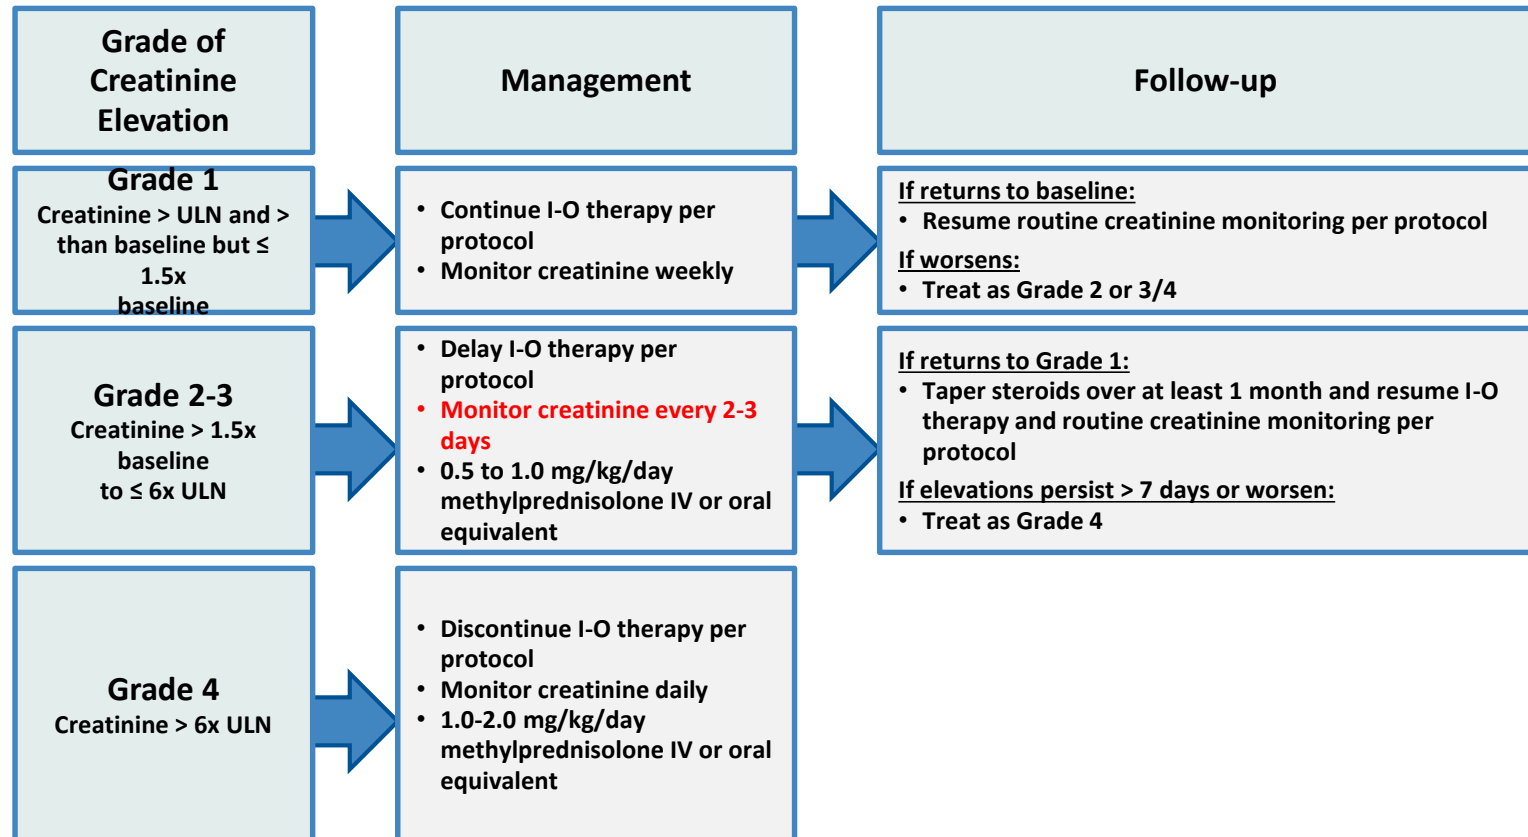 Grade of
Creatinine
Elevation
Management
Follow-up
Grade 1
Creatinine > ULN and >
than baseline but ≤
1.5x
baseline
• Continue I-O therapy per
protocol
• Monitor creatinine weekly
If returns to baseline:
• Resume routine creatinine monitoring per protocol
If worsens:
• Treat as Grade 2 or 3/4
Grade 2-3
Creatinine > 1.5x
baseline
to ≤ 6x ULN
• Delay I-O therapy per
protocol
• Monitor creatinine every 2-3
days
• 0.5 to 1.0 mg/kg/day
methylprednisolone IV or oral
equivalent
If returns to Grade 1:
• Taper steroids over at least 1 month and resume I-O
therapy and routine creatinine monitoring per
protocol
If elevations persist > 7 days or worsen:
• Treat as Grade 4
Grade 4
Creatinine > 6x ULN
• Discontinue I-O therapy per
protocol
• Monitor creatinine daily
• 1.0-2.0 mg/kg/day
methylprednisolone IV or oral
equivalent